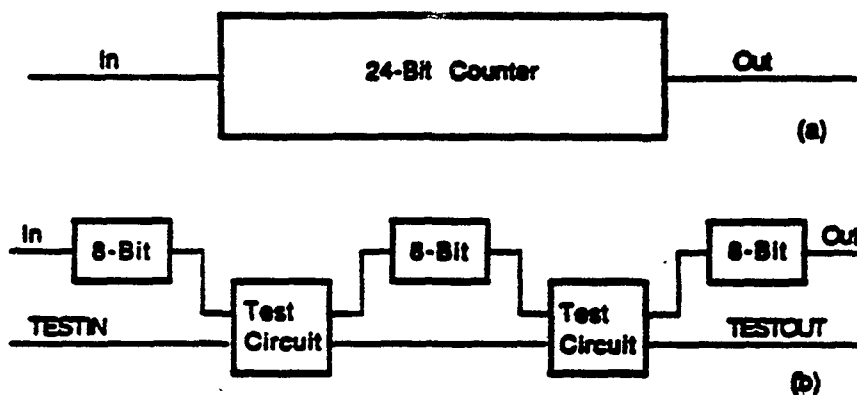 In
24-Bit Counter
Out
(a)
In
8-Bit
8-Bit
8-Bit
Out
Test
Circuit
Test
Circuit
TESTIN
TESTOUT
(b)